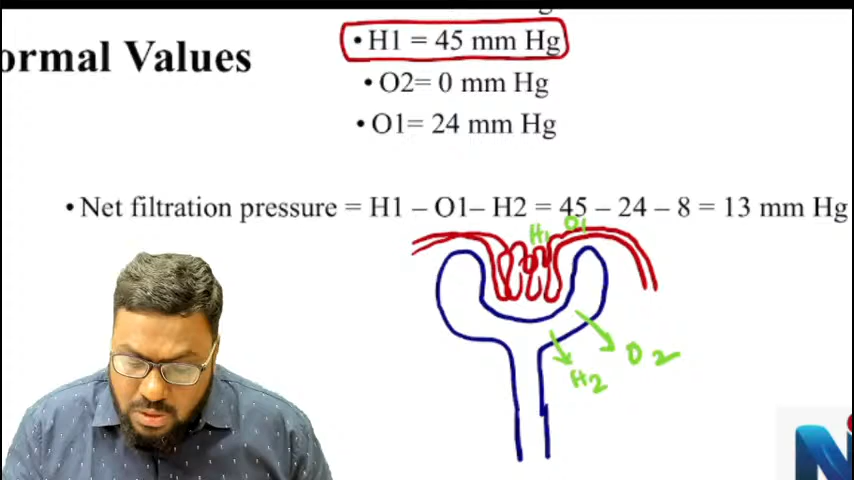 ormal Values
• H1 = 45 mm Hg
• O2= 0 mm Hg
• O1= 24 mm Hg
• Net filtration pressure = H1 – O1– H2 = 45 – 24 – 8 = 13 mm Hg
H1 O1
O2
H2
N